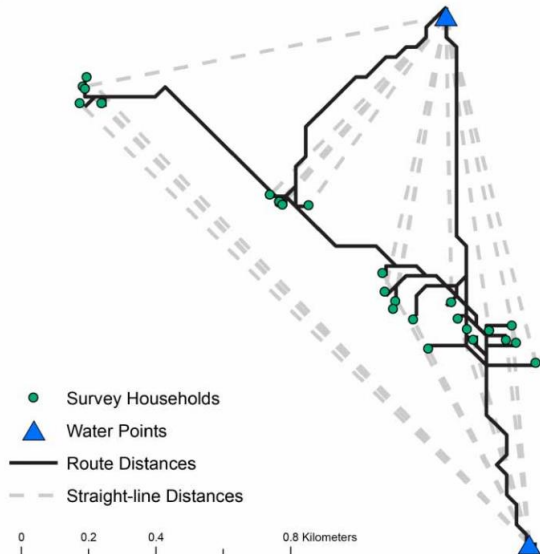 Survey Households
Water Points
Route Distances
Straight-line Distances
0 0.2 0.4 0.8 Kilometers